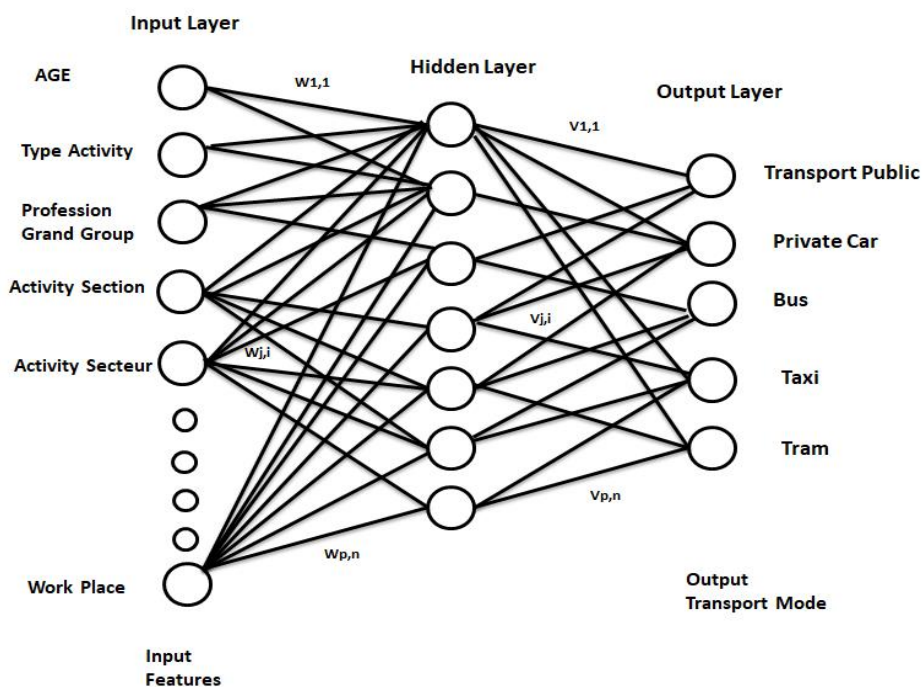 Input Layer
AGE
Type Activity
Profession
Grand Group
Activity Section
Activity Secteur
Work Place
Input
Features
W1,1
Wj,i
Wp,n
Hidden Layer
V1,1
Vj,i
Vp,n
Output Layer
Transport Public
Private Car
Bus
Taxi
Tram
Output
Transport Mode